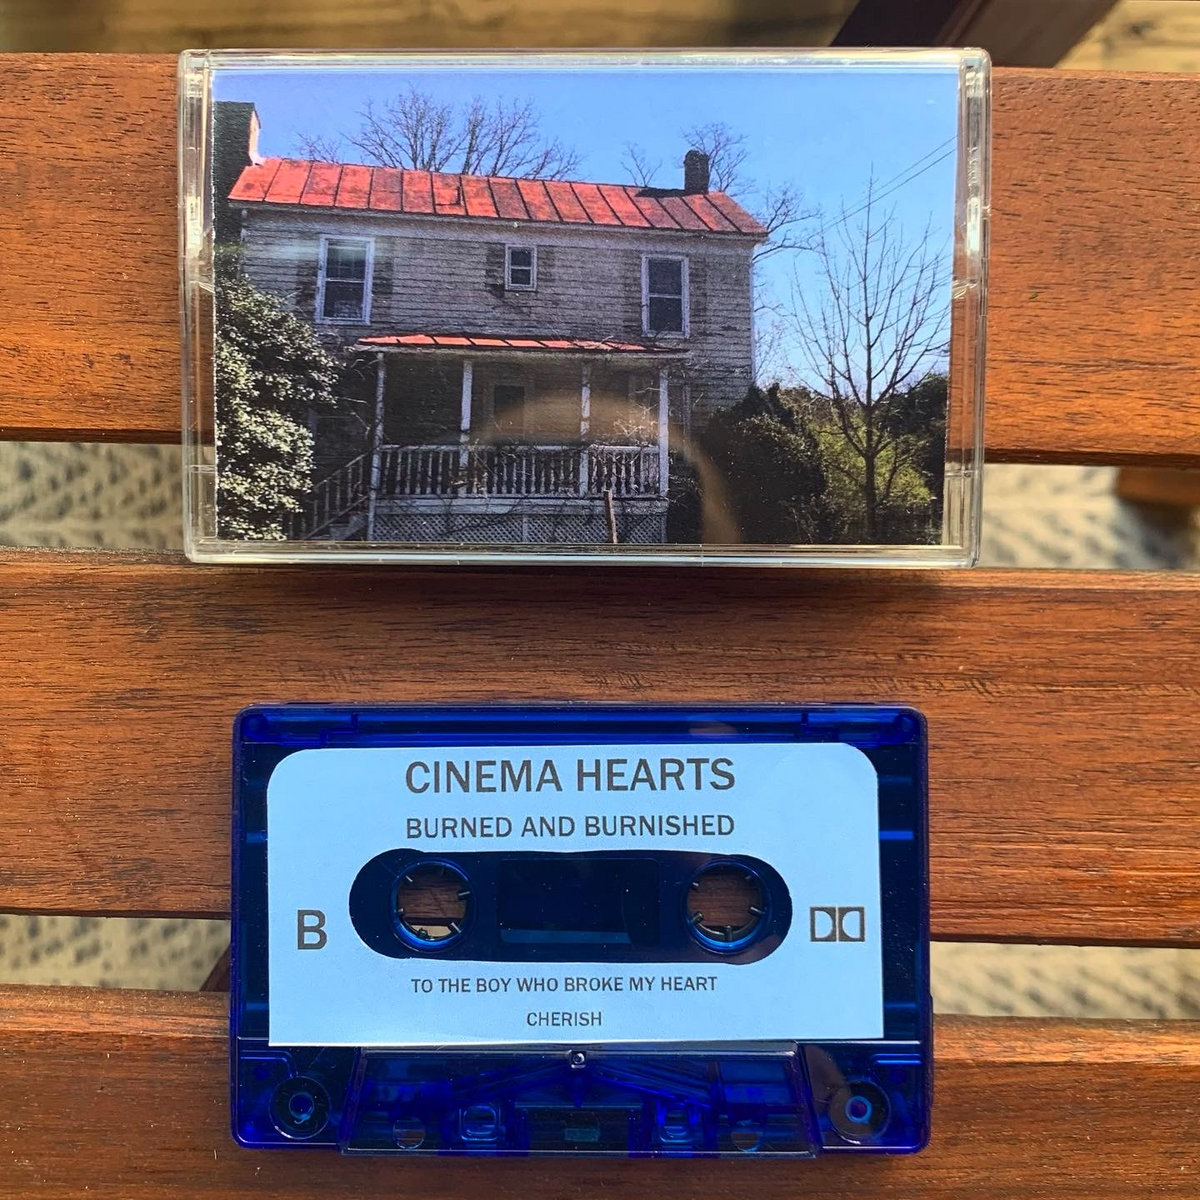 CINEMA HEARTS
BURNED AND BURNISHED
B
TO THE BOY WHO BROKE MY HEART
CHERISH